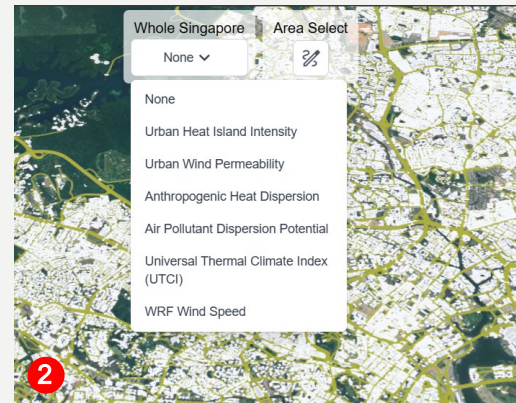 Whole Singapore Area Select
None
None
Urban Heat Island Intensity
Urban Wind Permeability
Anthropogenic Heat Dispersion
Air Pollutant Dispersion Potential
Universal Thermal Climate Index
(UTCI)
WRF Wind Speed
2